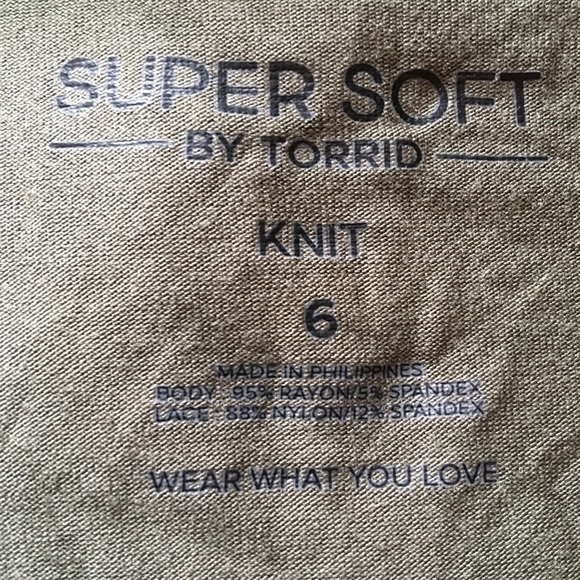 SUPER SOFT
BY TORRID
KNIT
6
MADE IN PHILIPPINES
BODY : 95% RAYON/5% SPANDEX
LACE : 88% NYLON/12% SPANDEX
WEAR WHAT YOU LOVE